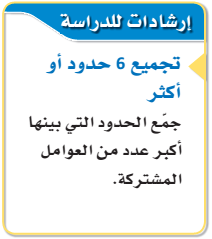 إرشادات للدراسة
تجميع 6 حدود أو
أكثر
جمّع الحدود التي بينها
أكبر عدد من العوامل
المشتركة.